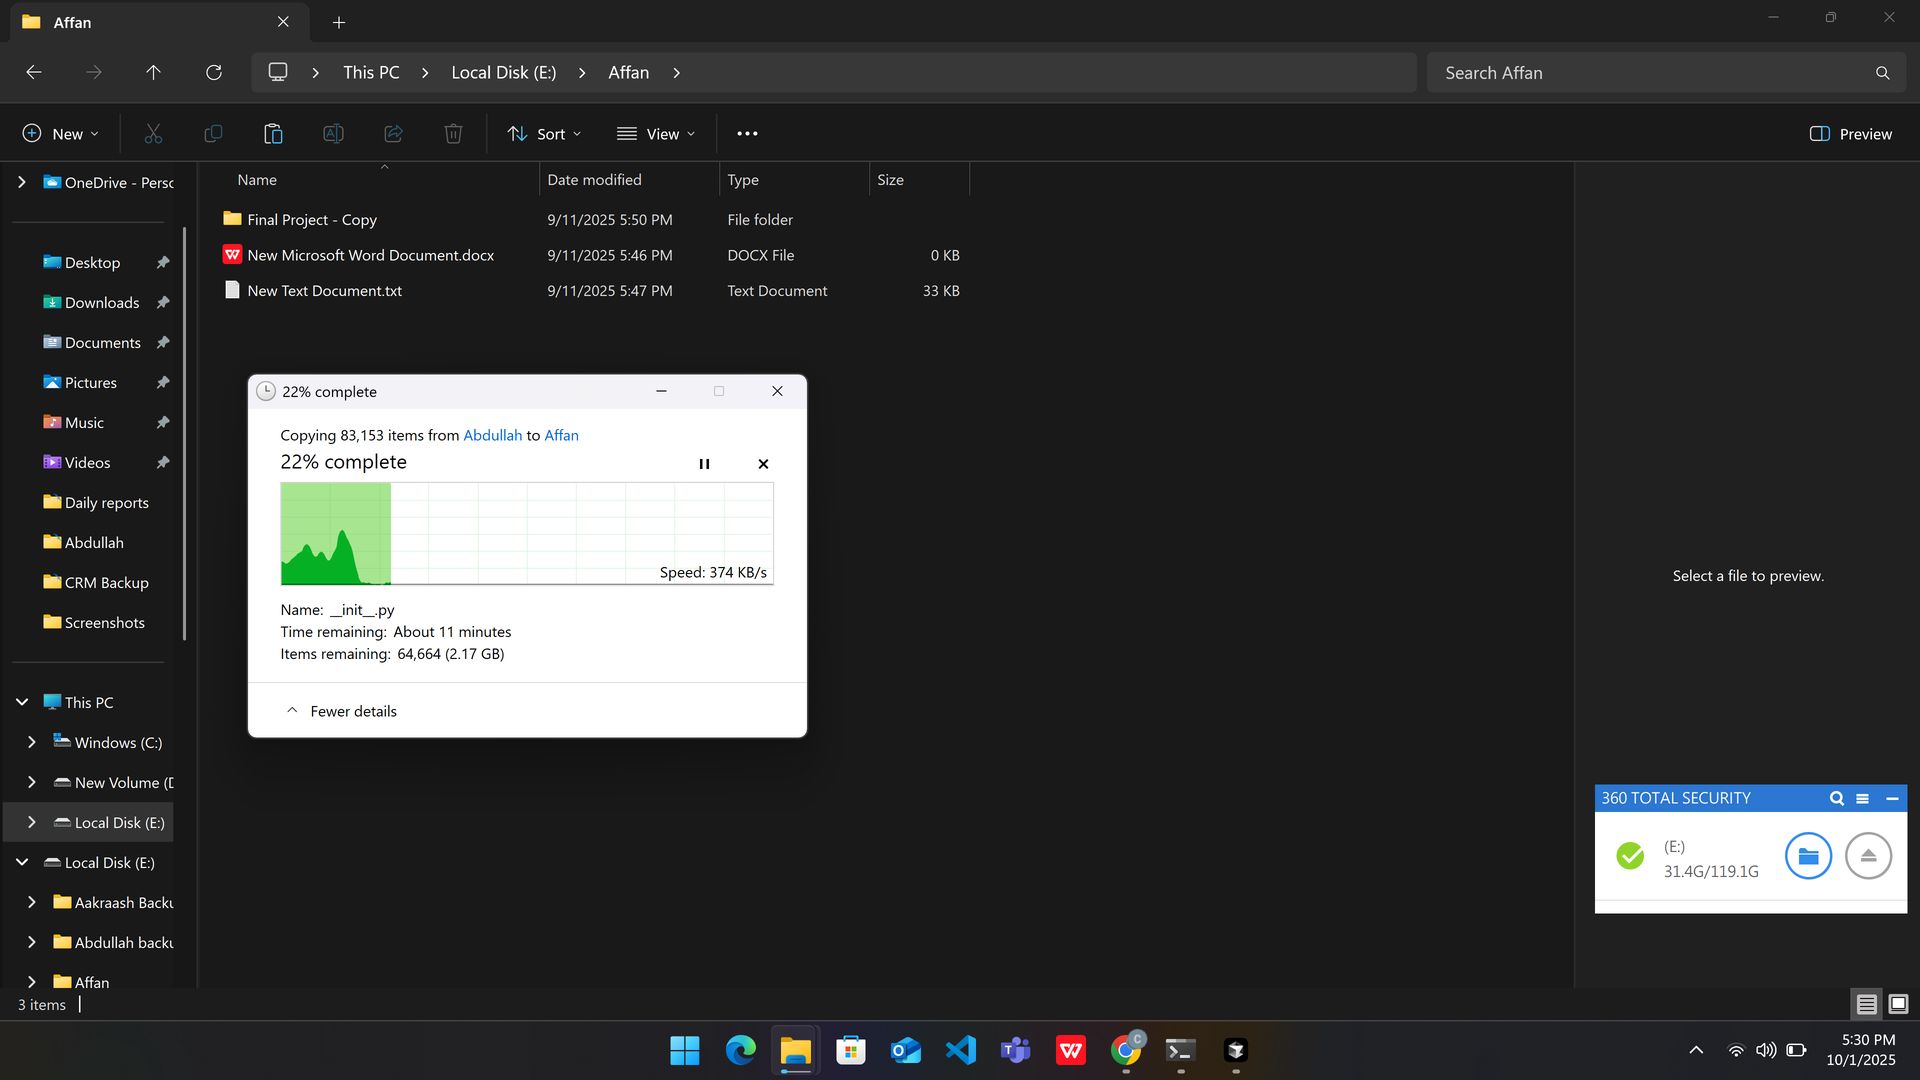 Affan
This PC
Local Disk (E:)
Affan
Search Affan
New
Sort
View
Preview
OneDrive - Perso
Desktop
Downloads
Documents
Pictures
Music
Videos
Daily reports
Abdullah
CRM Backup
Screenshots
This PC
Windows (C:)
New Volume (D
Local Disk (E:)
Local Disk (E:)
Aakraash Backu
Abdullah backu
Affan
3 items
Name Date modified Type Size
Final Project - Copy 9/11/2025 5:50 PM File folder
New Microsoft Word Document.docx 9/11/2025 5:46 PM DOCX File 0 KB
New Text Document.txt 9/11/2025 5:47 PM Text Document 33 KB
22% complete
Copying 83,153 items from Abdullah to Affan
22% complete
Speed: 374 KB/s
Name: __init__.py
Time remaining: About 11 minutes
Items remaining: 64,664 (2.17 GB)
Fewer details
Select a file to preview.
360 TOTAL SECURITY
(E:)
31.4G/119.1G
5:30 PM
10/1/2025